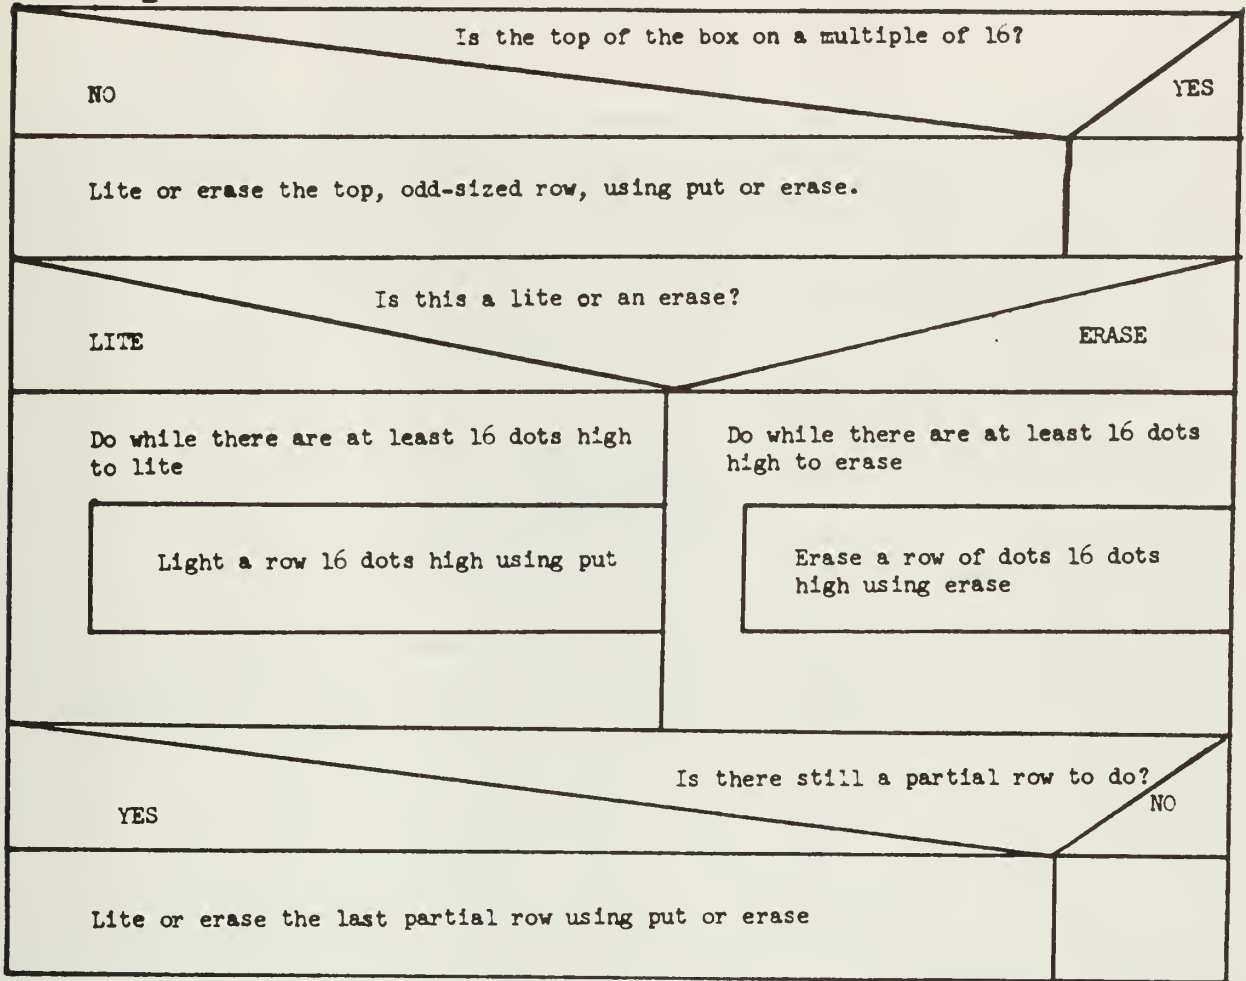 Is the top of the box on a multiple of 16?
NO
YES
Lite or erase the top, odd-sized row, using put or erase.
Is this a lite or an erase?
LITE
ERASE
Do while there are at least 16 dots high
to lite
Light a row 16 dots high using put
Do while there are at least 16 dots
high to erase
Erase a row of dots 16 dots
high using erase
Is there still a partial row to do?
YES
NO
Lite or erase the last partial row using put or erase